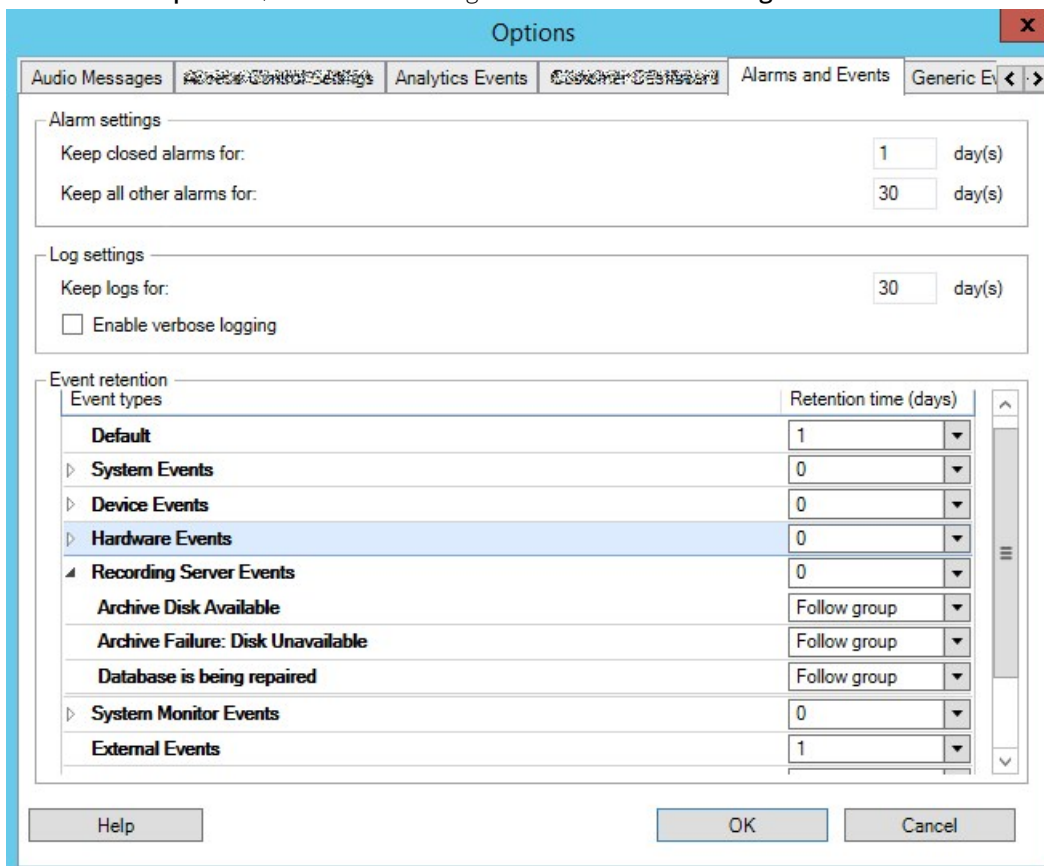 Options
x
Audio Messages
Analytics Events
Alarms and Events
Generic Ev
Alarm settings
Keep closed alarms for: 1 day(s)
Keep all other alarms for: 30 day(s)
Log settings
Keep logs for: 30 day(s)
Enable verbose logging
Event retention
Event types Retention time (days)
Default 1
System Events 0
Device Events 0
Hardware Events 0
Recording Server Events 0
Archive Disk Available Follow group
Archive Failure: Disk Unavailable Follow group
Database is being repaired Follow group
System Monitor Events 0
External Events 1
Help OK Cancel